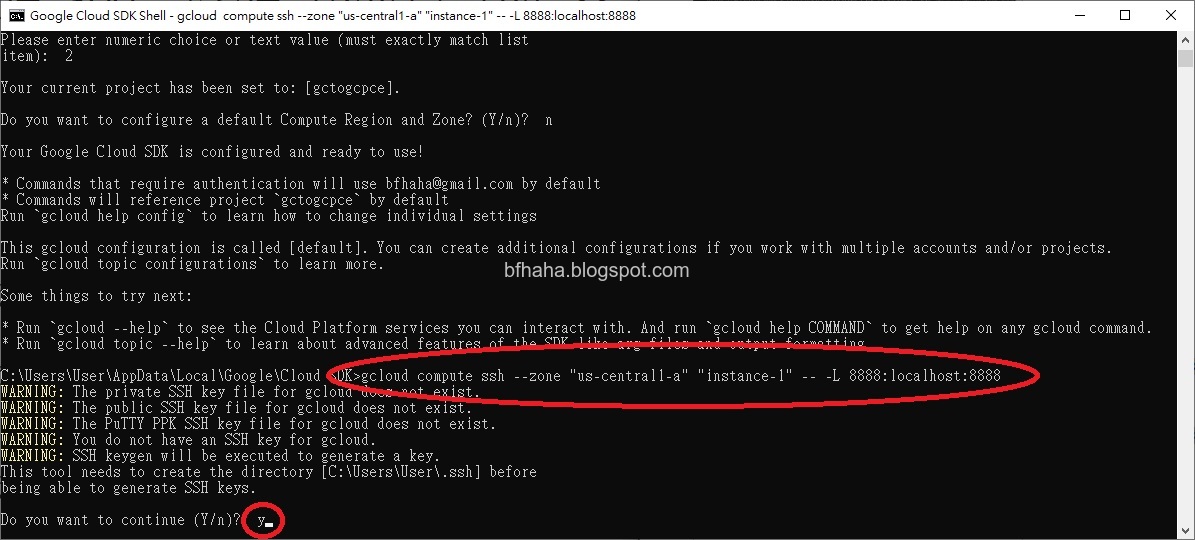 Google Cloud SDK Shell - gcloud  compute ssh --zone "us-central1-a" "instance-1" -- -L 8888:localhost:8888
Please enter numeric choice or text value (must exactly match list
item):  2
Your current project has been set to: [gctogcpce].
Do you want to configure a default Compute Region and Zone? (Y/n)?  n
Your Google Cloud SDK is configured and ready to use!
* Commands that require authentication will use bfhaha@gmail.com by default
* Commands will reference project `gctogcpce` by default
Run `gcloud help config` to learn how to change individual settings
This gcloud configuration is called [default]. You can create additional configurations if you work with multiple accounts and/or projects.
Run `gcloud topic configurations` to learn more.
bfhaha.blogspot.com
Some things to try next:
* Run `gcloud --help` to see the Cloud Platform services you can interact with. And run `gcloud help COMMAND` to get help on any gcloud command.
* Run `gcloud topic --help` to learn about advanced features of the SDK like arg files and output formatting
C:\Users\User\AppData\Local\Google\Cloud SDK>gcloud compute ssh --zone "us-central1-a" "instance-1" -- -L 8888:localhost:8888
WARNING: The private SSH key file for gcloud does not exist.
WARNING: The public SSH key file for gcloud does not exist.
WARNING: The PuTTY PPK SSH key file for gcloud does not exist.
WARNING: You do not have an SSH key for gcloud.
WARNING: SSH keygen will be executed to generate a key.
This tool needs to create the directory [C:\Users\User\.ssh] before
being able to generate SSH keys.
Do you want to continue (Y/n)?  y